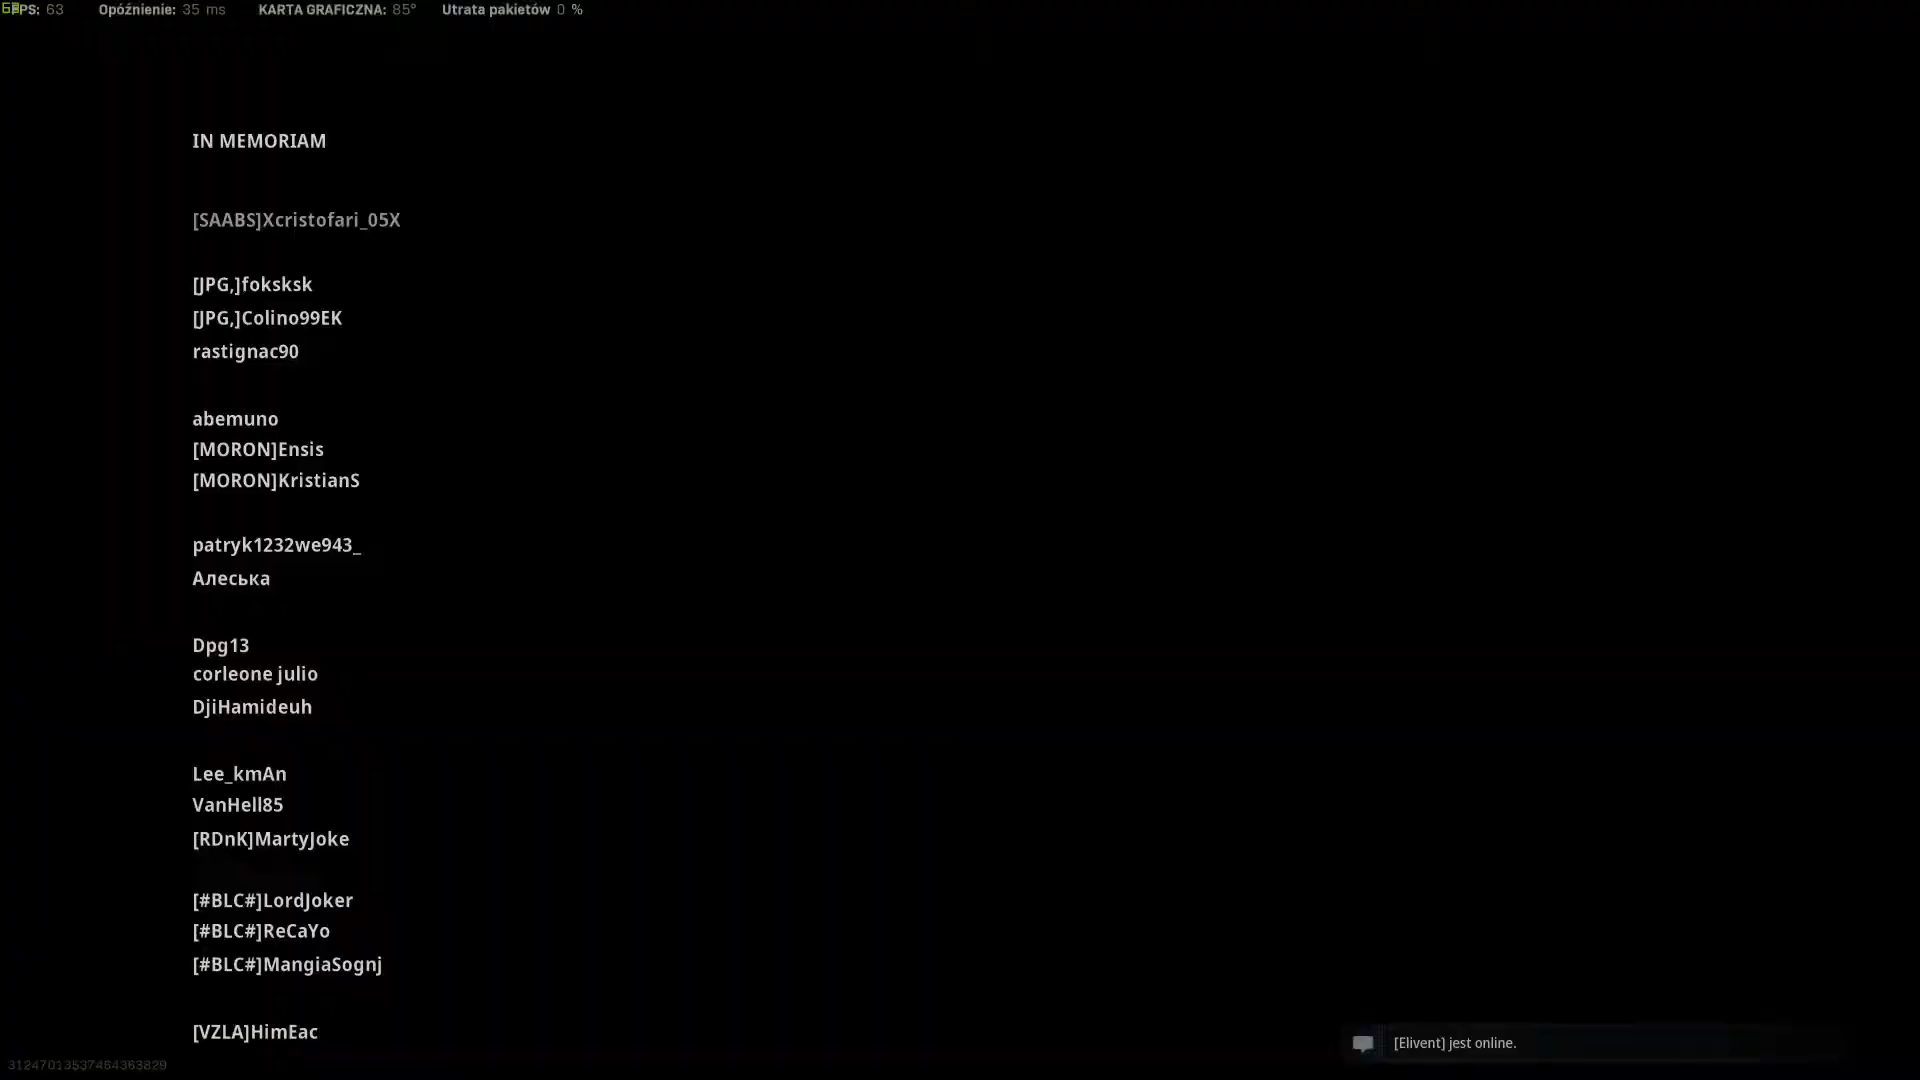 FPS: 63 Opóźnienie: 35 ms KARTA GRAFICZNA: 85° Utrata pakietów 0 %
IN MEMORIAM
[SAABS]Xcristofari_05X
[JPG,]foksksk
[JPG,]Colino99EK
rastignac90
abemuno
[MORON]Ensis
[MORON]KristianS
patryk1232we943_
Алеська
Dpg13
corleone julio
DjiHamideuh
Lee_kmAn
VanHell85
[RDnK]MartyJoke
[#BLC#]LordJoker
[#BLC#]ReCaYo
[#BLC#]MangiaSognj
[VZLA]HimEac
[Elivent] jest online.